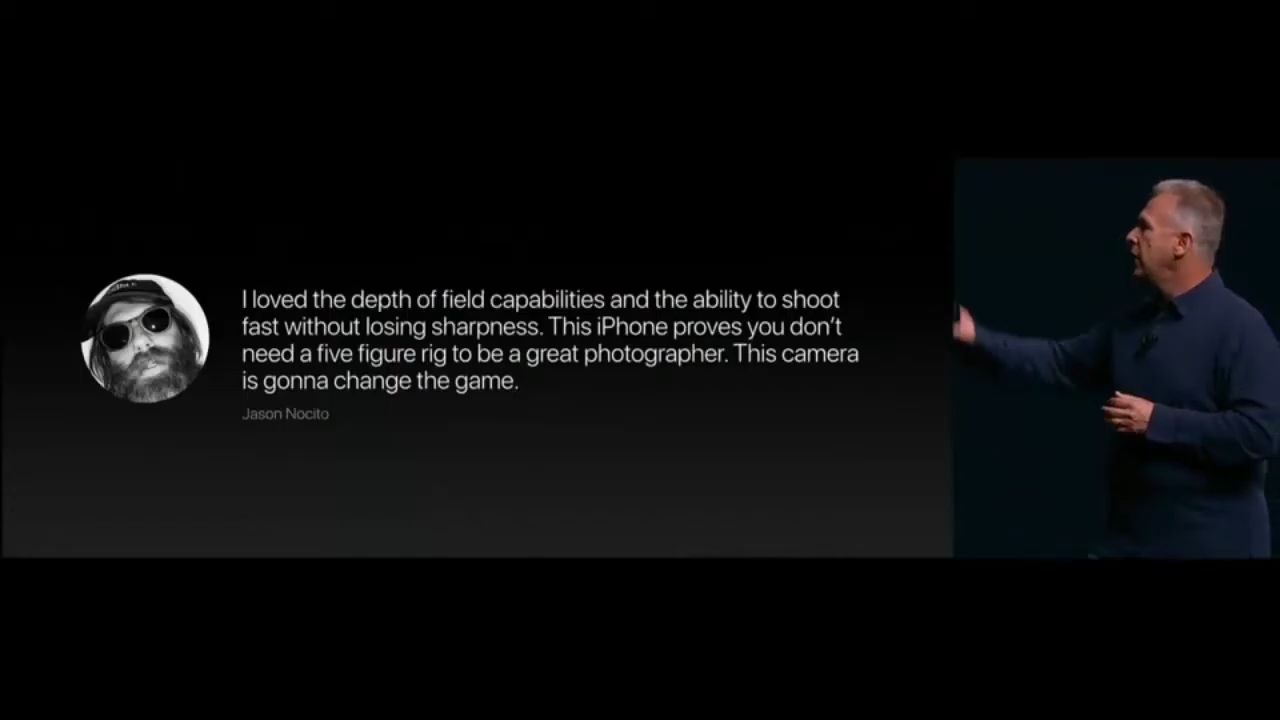 I loved the depth of field capabilities and the ability to shoot
fast without losing sharpness. This iPhone proves you don’t
need a five figure rig to be a great photographer. This camera
is gonna change the game.
Jason Nocito